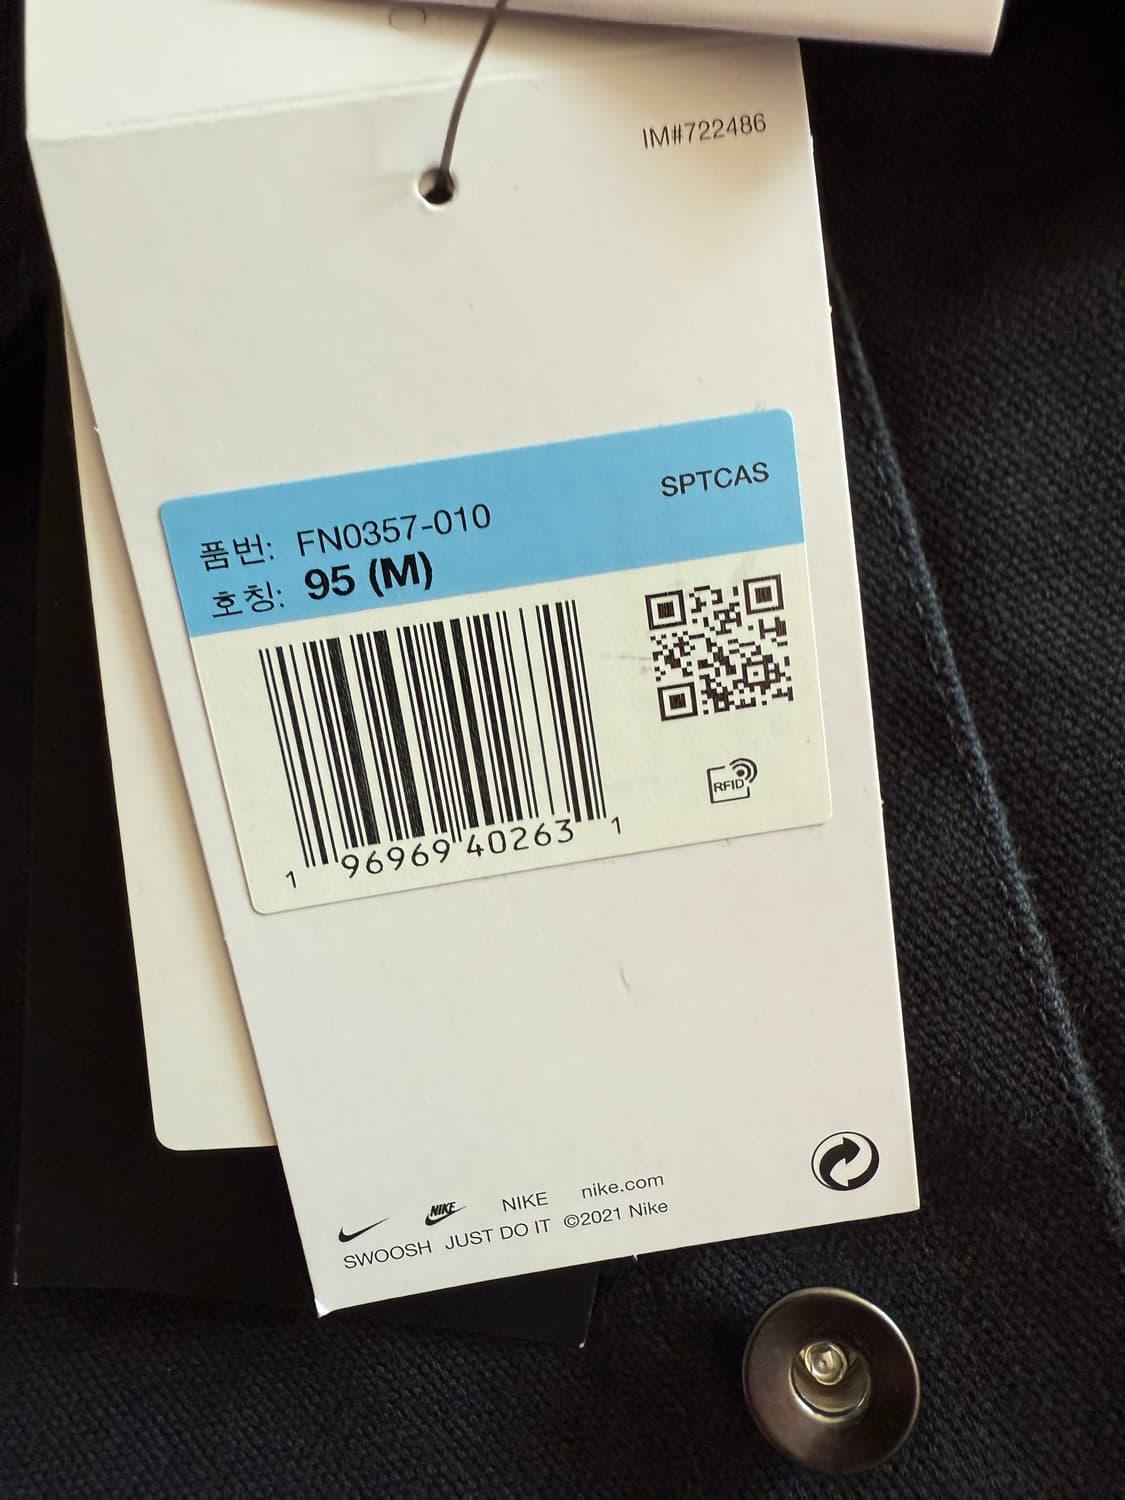 IM#722486
SPTCAS
품번: FN0357-010
호칭: 95 (M)
RFID
1 96969 40263 1
NIKE NIKE nike.com
SWOOSH JUST DO IT ©2021 Nike